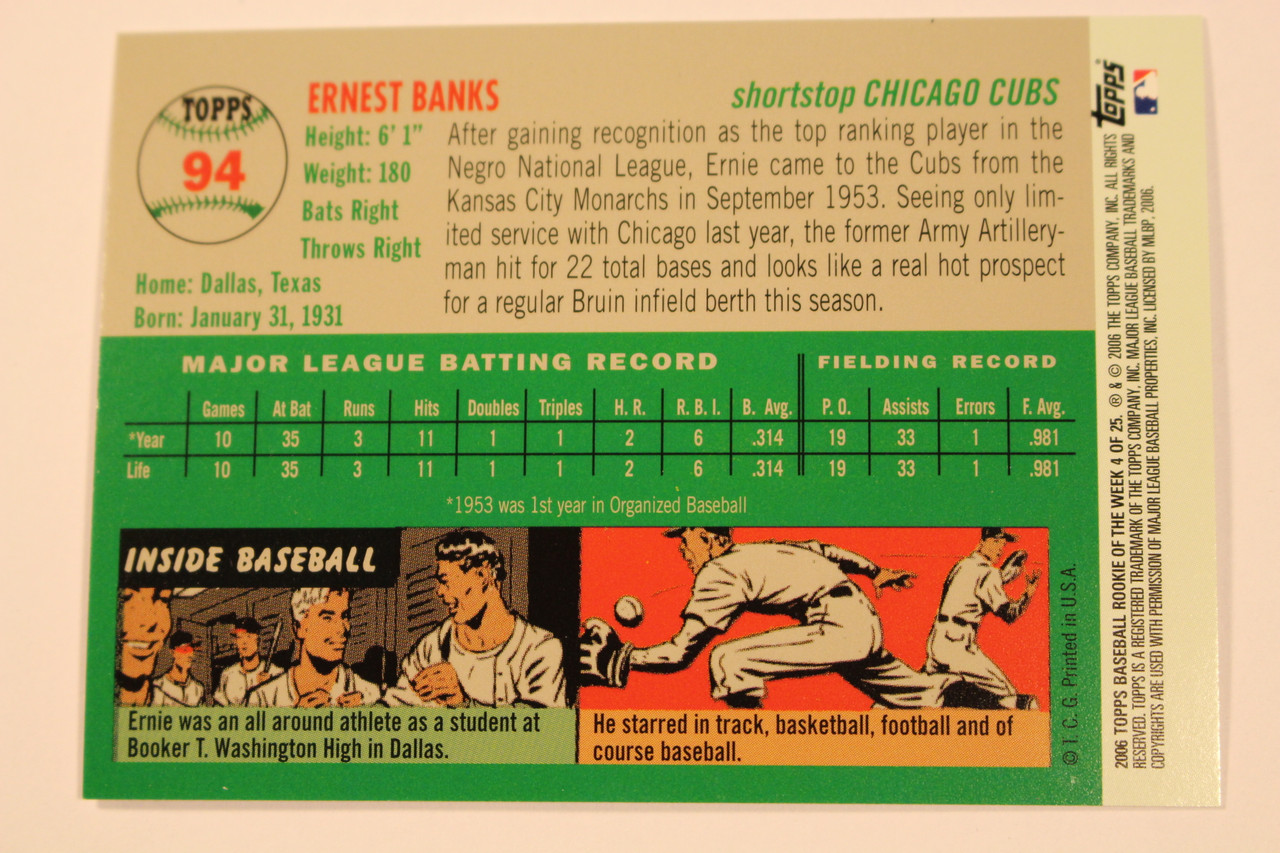 TOPPS
94
ERNEST BANKS
shortstop CHICAGO CUBS
Height: 6' 1"
Weight: 180
Bats Right
Throws Right
Home: Dallas, Texas
Born: January 31, 1931
After gaining recognition as the top ranking player in the
Negro National League, Ernie came to the Cubs from the
Kansas City Monarchs in September 1953. Seeing only lim-
ited service with Chicago last year, the former Army Artillery-
man hit for 22 total bases and looks like a real hot prospect
for a regular Bruin infield berth this season.
MAJOR LEAGUE BATTING RECORD FIELDING RECORD
Games At Bat Runs Hits Doubles Triples H. R. R. B. I. B. Avg. P. O. Assists Errors F. Avg.
*Year 10 35 3 11 1 1 2 6 .314 19 33 1 .981
Life 10 35 3 11 1 1 2 6 .314 19 33 1 .981
*1953 was 1st year in Organized Baseball
INSIDE BASEBALL
Ernie was an all around athlete as a student at
Booker T. Washington High in Dallas.
He starred in track, basketball, football and of
course baseball.
© T. C. G. Printed in U.S.A.
topps®
2006 TOPPS BASEBALL ROOKIE OF THE WEEK 4 OF 25. ® & © 2006 THE TOPPS COMPANY, INC. ALL RIGHTS
RESERVED. TOPPS IS A REGISTERED TRADEMARK OF THE TOPPS COMPANY, INC. MAJOR LEAGUE BASEBALL TRADEMARKS AND
COPYRIGHTS ARE USED WITH PERMISSION OF MAJOR LEAGUE BASEBALL PROPERTIES, INC. LICENSED BY MLBP, 2006.